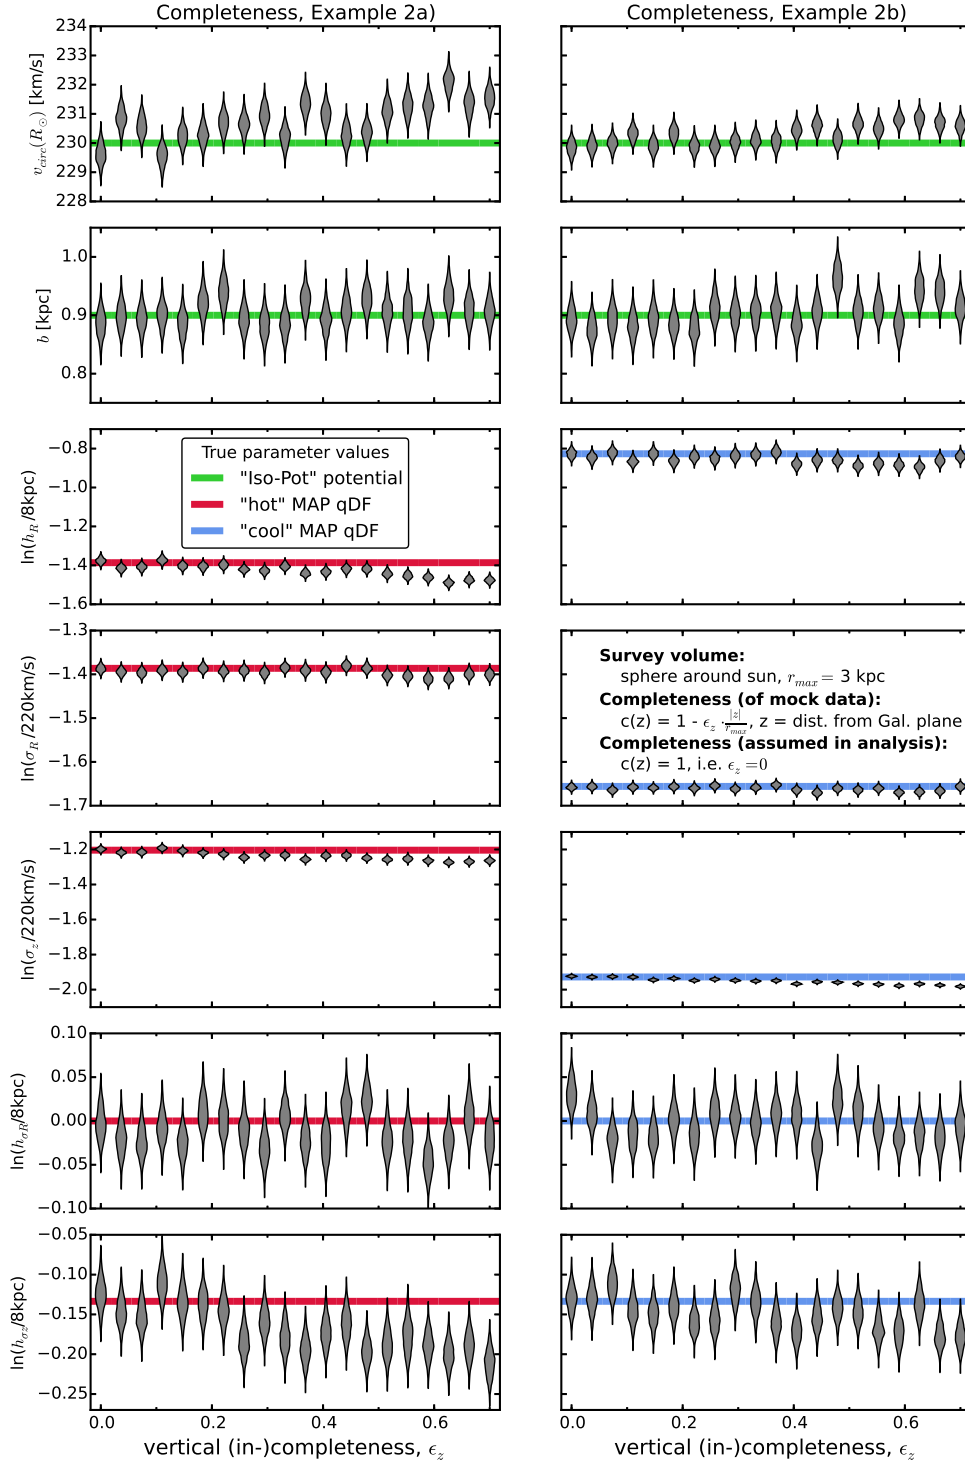 Completeness, Example 2a)
Completeness, Example 2b)
234
233
232
231
230
229
228
v_circ(R_☉) [km/s]
1.0
0.9
0.8
b [kpc]
−0.8
−1.0
−1.2
−1.4
−1.6
ln(h_R/8kpc)
True parameter values
"Iso-Pot" potential
"hot" MAP qDF
"cool" MAP qDF
−1.3
−1.4
−1.5
−1.6
−1.7
ln(σ_R/220km/s)
Survey volume:
sphere around sun, r_max = 3 kpc
Completeness (of mock data):
c(z) = 1 - ϵ_z · |z|/r_max, z = dist. from Gal. plane
Completeness (assumed in analysis):
c(z) = 1, i.e. ϵ_z = 0
−1.2
−1.4
−1.6
−1.8
−2.0
ln(σ_z/220km/s)
0.10
0.05
0.00
−0.05
−0.10
ln(h_σR/8kpc)
−0.05
−0.10
−0.15
−0.20
−0.25
ln(h_σz/8kpc)
0.0 0.2 0.4 0.6
0.0 0.2 0.4 0.6
vertical (in-)completeness, ϵ_z
vertical (in-)completeness, ϵ_z